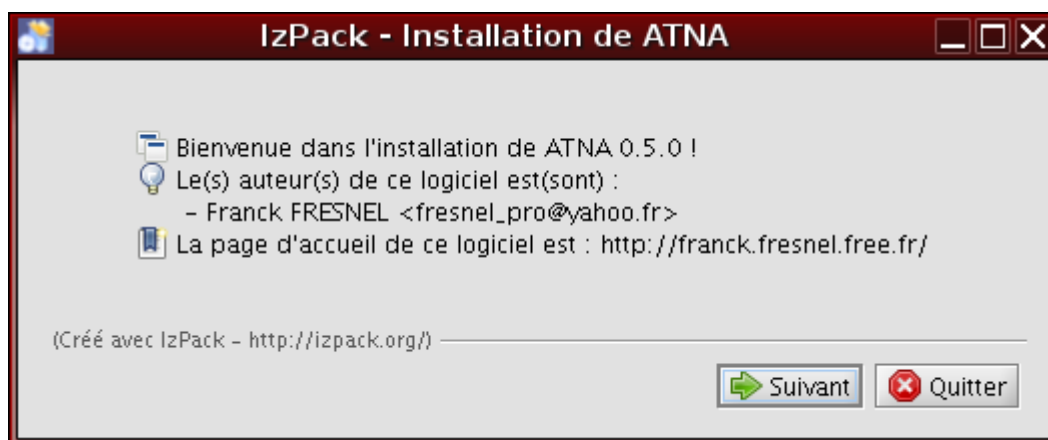 IzPack - Installation de ATNA
Bienvenue dans l'installation de ATNA 0.5.0 !
Le(s) auteur(s) de ce logiciel est(sont) :
- Franck FRESNEL <fresnel_pro@yahoo.fr>
La page d'accueil de ce logiciel est : http://franck.fresnel.free.fr/
(Créé avec IzPack - http://izpack.org/)
Suivant
Quitter